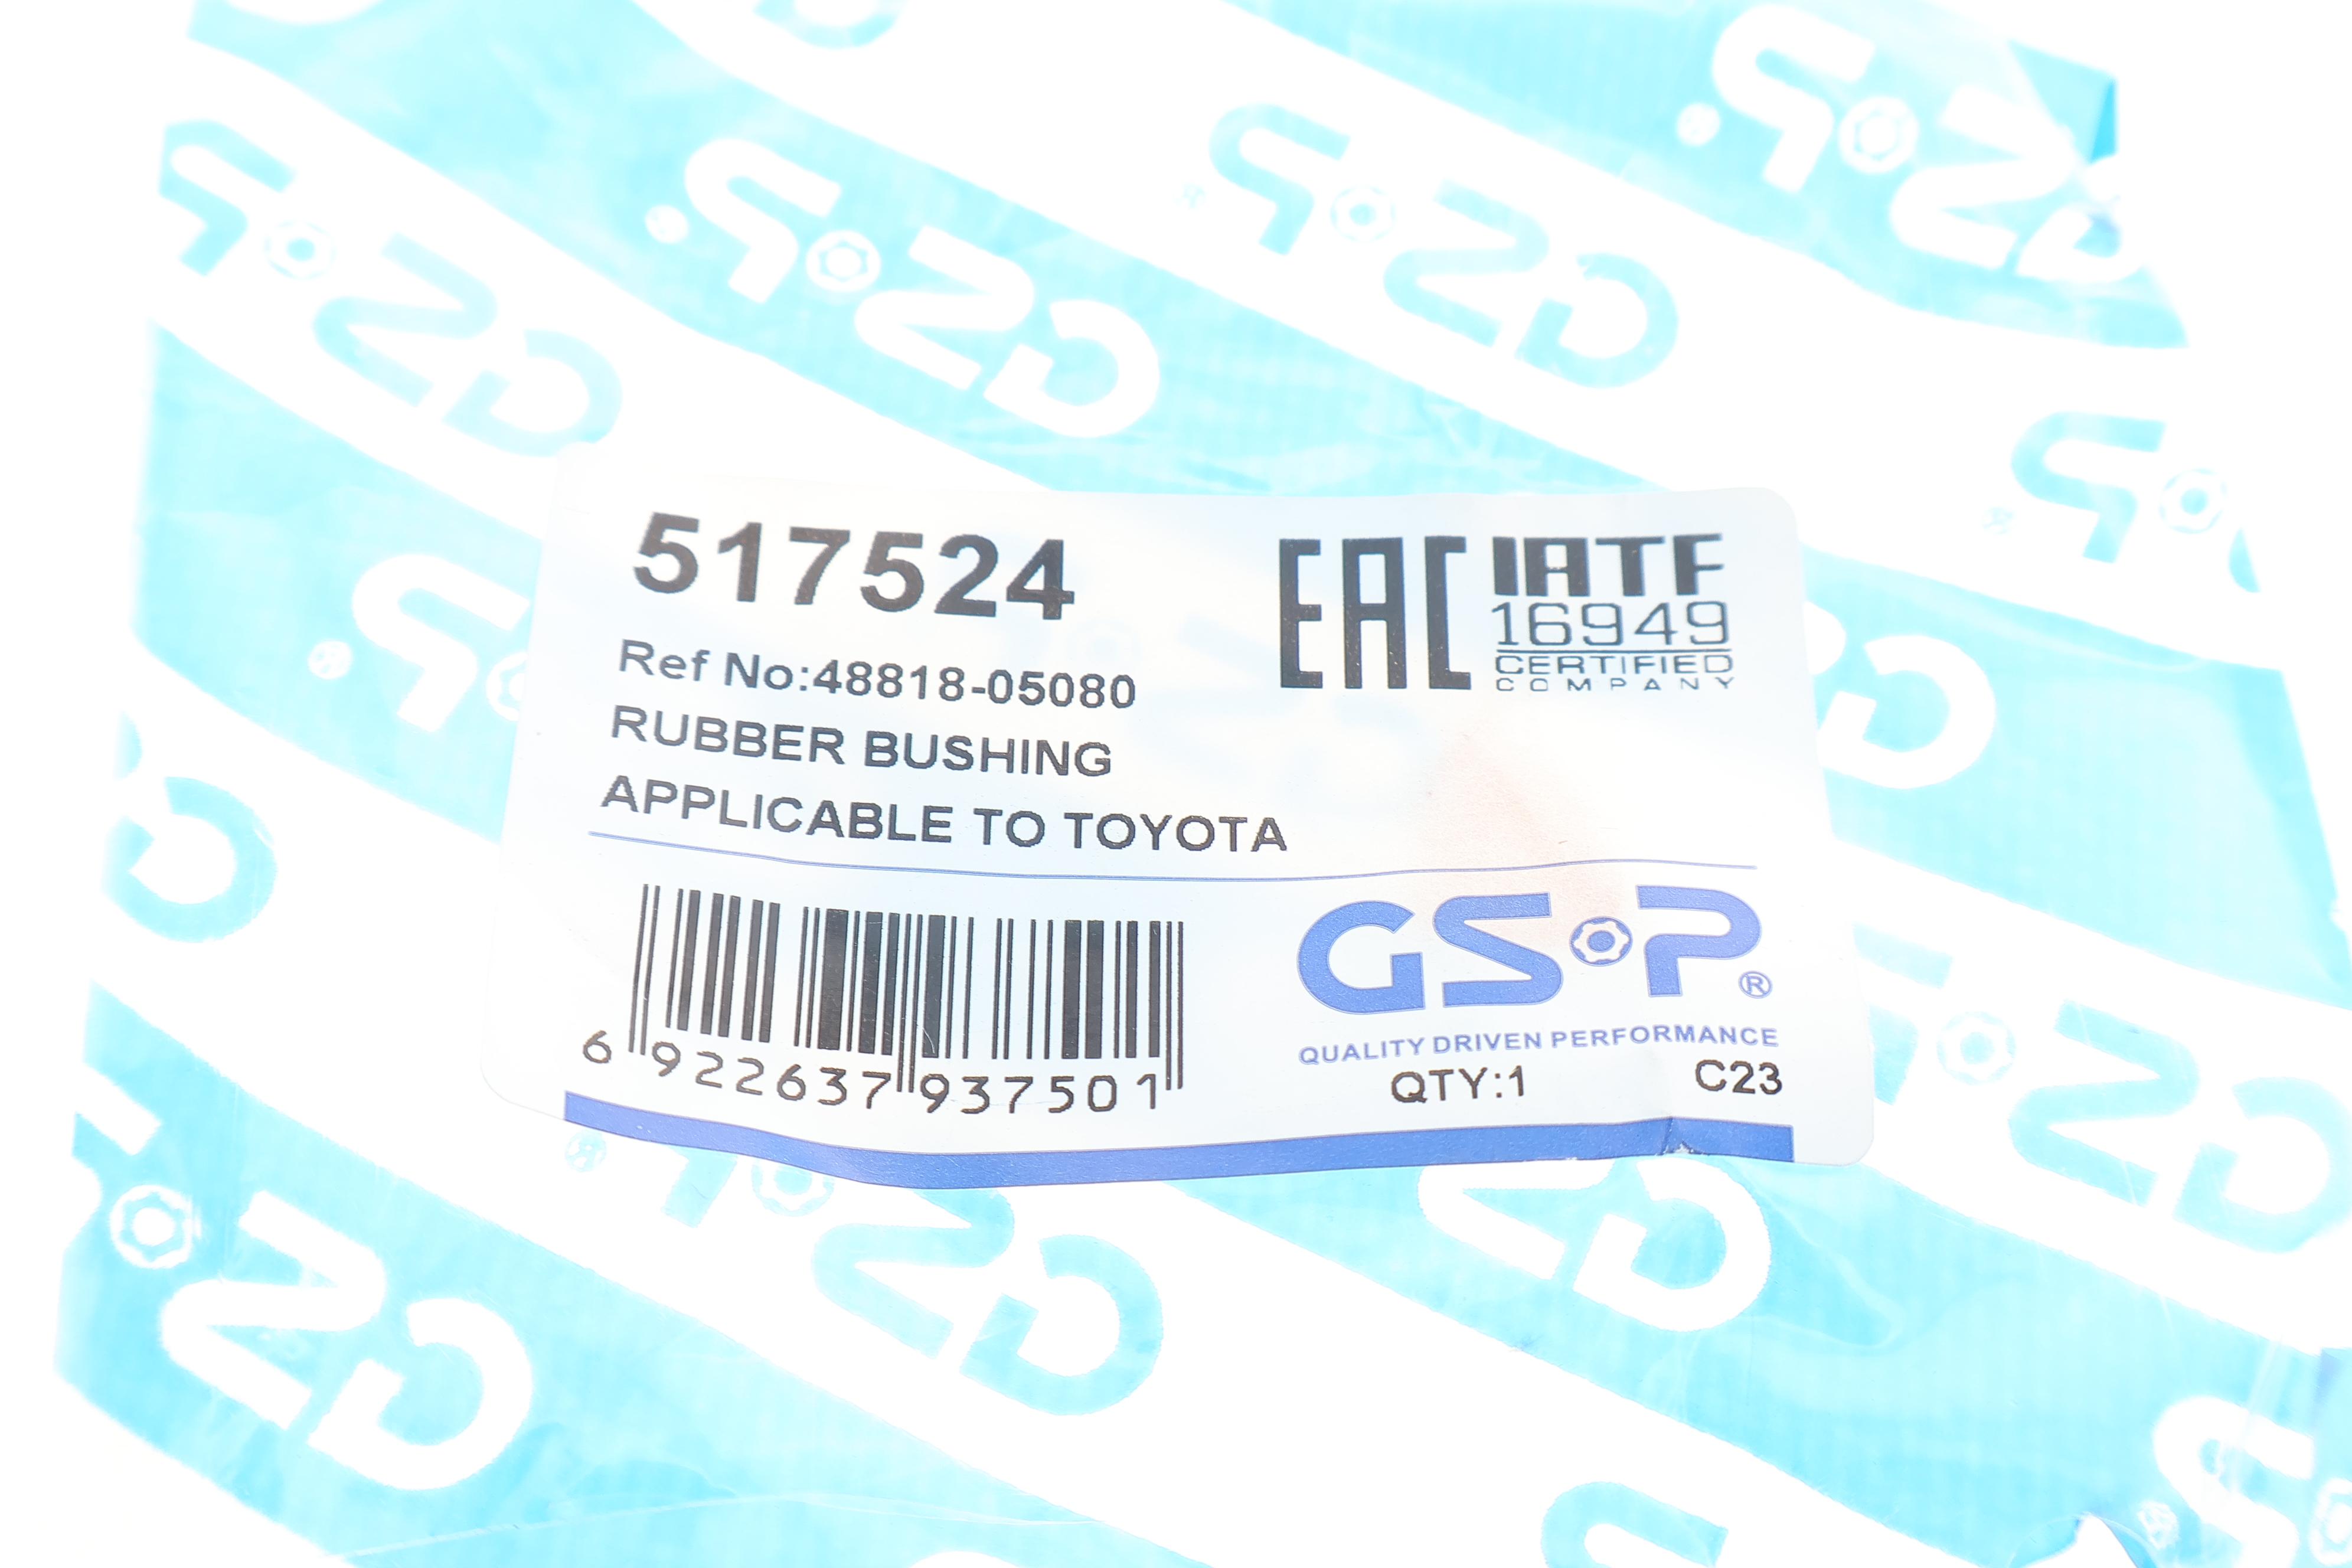 517524
Ref No:48818-05080
RUBBER BUSHING
APPLICABLE TO TOYOTA
EAC
IATF
16949
CERTIFIED
COMPANY
6 922637 937501
GSP®
QUALITY DRIVEN PERFORMANCE
QTY:1 C23